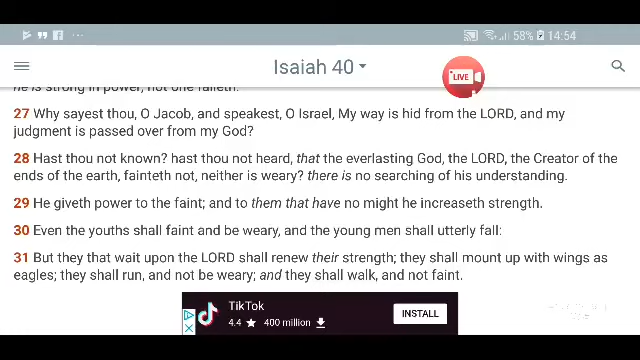 58% 14:54
Isaiah 40
LIVE
he is strong in power; not one faileth.
27 Why sayest thou, O Jacob, and speakest, O Israel, My way is hid from the LORD, and my
judgment is passed over from my God?
28 Hast thou not known? hast thou not heard, that the everlasting God, the LORD, the Creator of the
ends of the earth, fainteth not, neither is weary? there is no searching of his understanding.
29 He giveth power to the faint; and to them that have no might he increaseth strength.
30 Even the youths shall faint and be weary, and the young men shall utterly fall:
31 But they that wait upon the LORD shall renew their strength; they shall mount up with wings as
eagles; they shall run, and not be weary; and they shall walk, and not faint.
TikTok
4.4 ★ 400 million
INSTALL